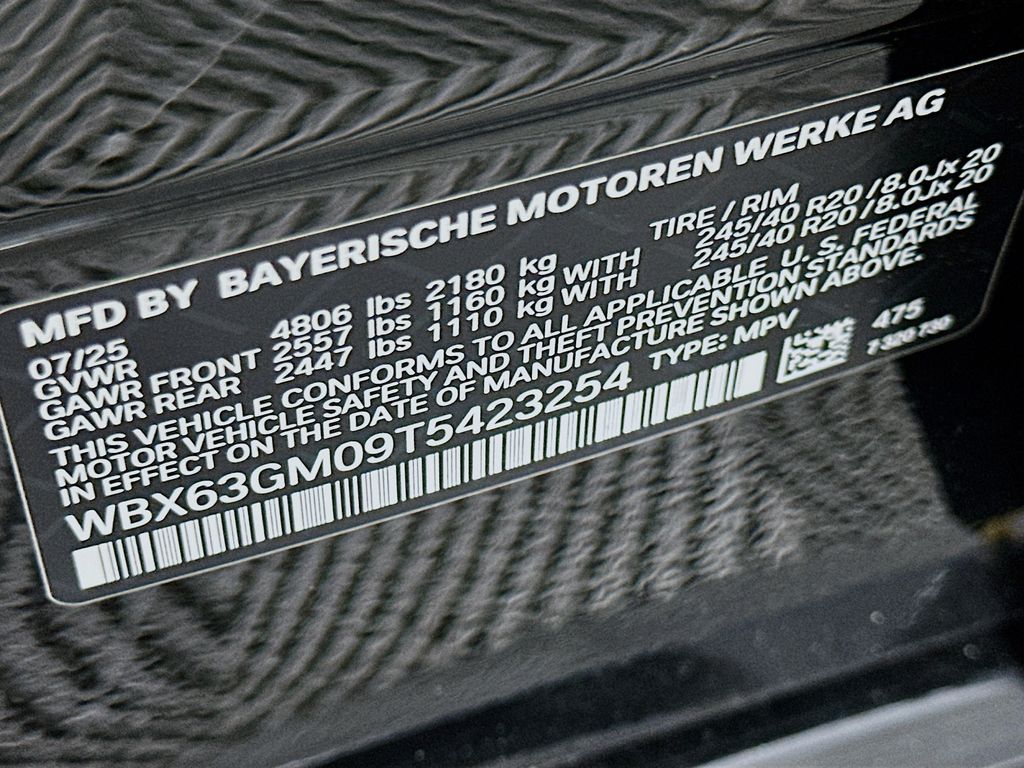 MFD BY BAYERISCHE MOTOREN WERKE AG
07/25 TIRE / RIM
GVWR 4806 lbs 2180 kg
GAWR FRONT 2557 lbs 1160 kg WITH 245/40 R20 / 8.0Jx 20
GAWR REAR 2447 lbs 1110 kg WITH 245/40 R20 / 8.0Jx 20
THIS VEHICLE CONFORMS TO ALL APPLICABLE U. S. FEDERAL
MOTOR VEHICLE SAFETY AND THEFT PREVENTION STANDARDS
IN EFFECT ON THE DATE OF MANUFACTURE SHOWN ABOVE.
WBX63GM09T5423254 TYPE: MPV
475